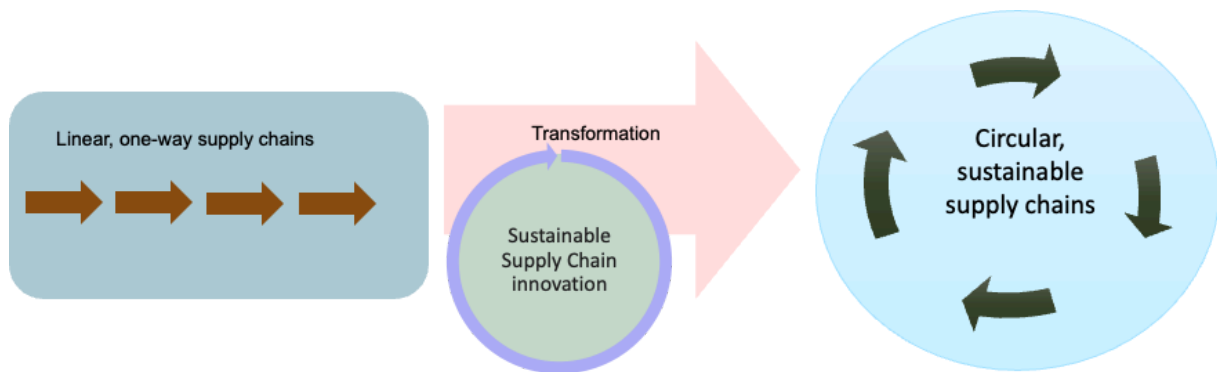 Linear, one-way supply chains
Transformation
Sustainable
Supply Chain
innovation
Circular,
sustainable
supply chains